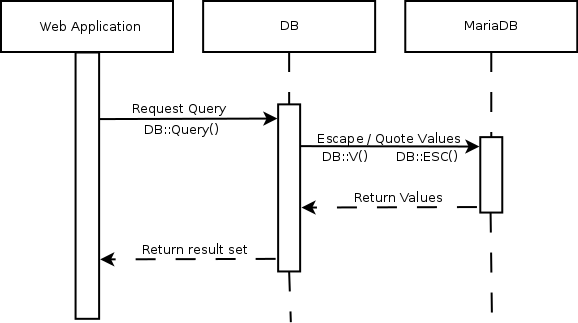 Web Application
DB
MariaDB
Request Query
DB::Query()
Escape / Quote Values
DB::V() DB::ESC()
Return Values
Return result set